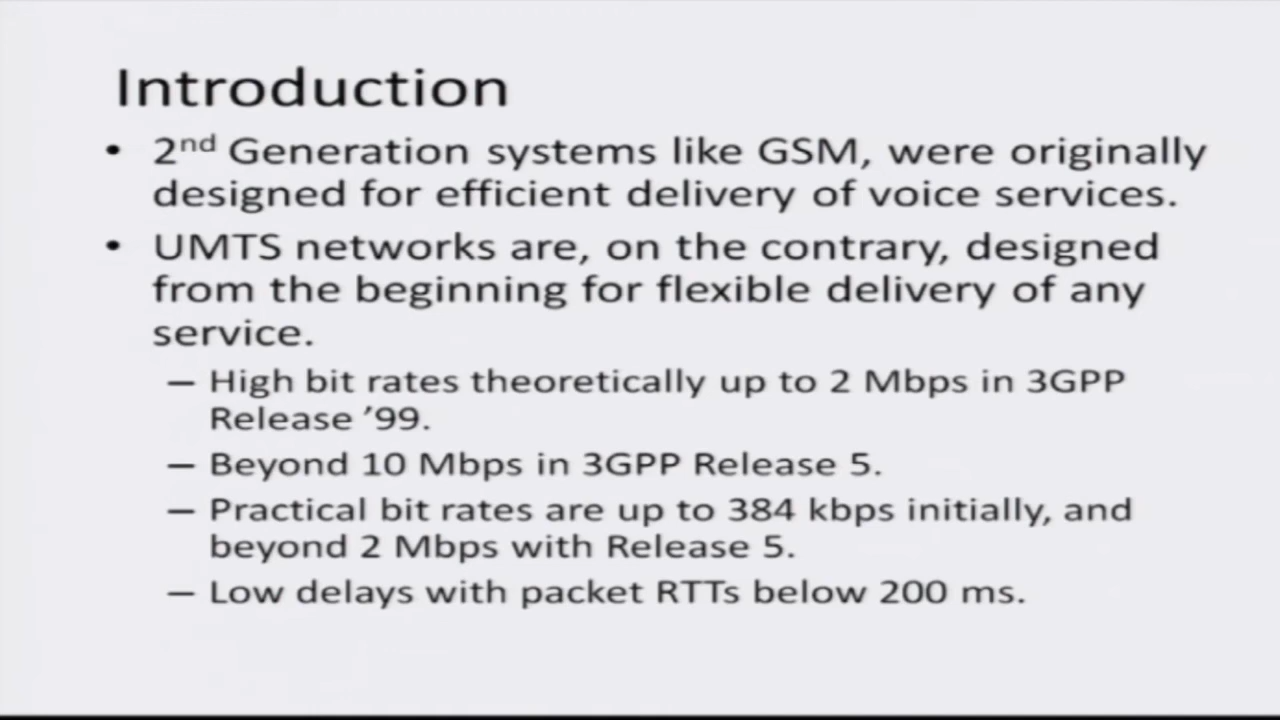 Introduction
• 2nd Generation systems like GSM, were originally
designed for efficient delivery of voice services.
• UMTS networks are, on the contrary, designed
from the beginning for flexible delivery of any
service.
– High bit rates theoretically up to 2 Mbps in 3GPP
Release ’99.
– Beyond 10 Mbps in 3GPP Release 5.
– Practical bit rates are up to 384 kbps initially, and
beyond 2 Mbps with Release 5.
– Low delays with packet RTTs below 200 ms.